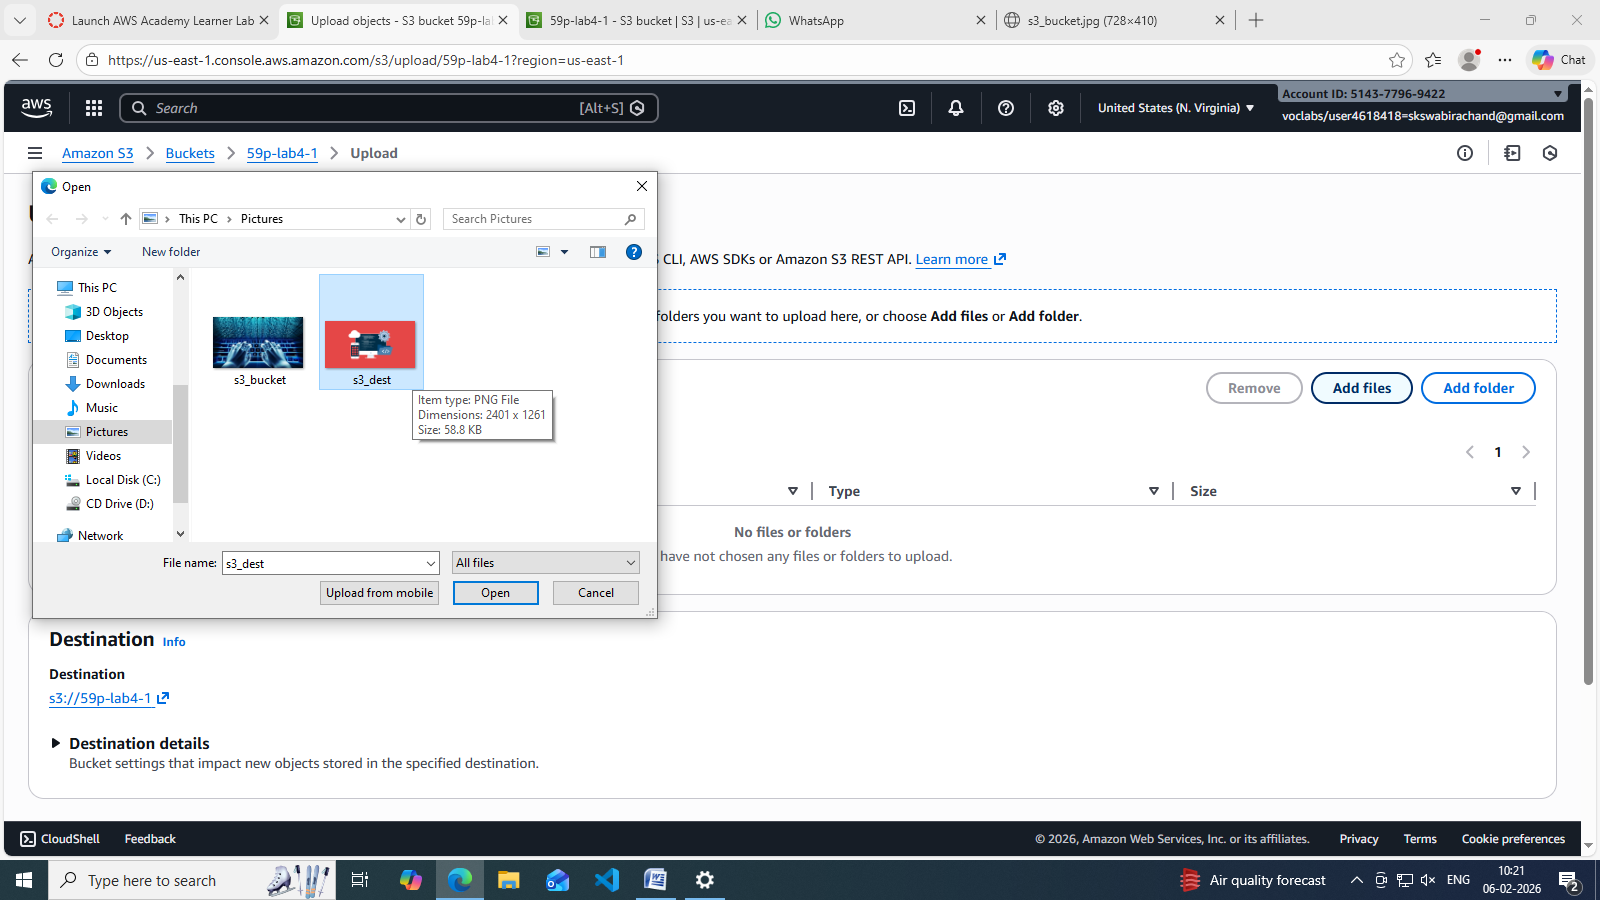 Launch AWS Academy Learner Lab
Upload objects - S3 bucket 59p-la
59p-lab4-1 - S3 bucket | S3 | us-ea
WhatsApp
s3_bucket.jpg (728×410)
https://us-east-1.console.aws.amazon.com/s3/upload/59p-lab4-1?region=us-east-1
Chat
aws
Search
[Alt+S]
United States (N. Virginia)
Account ID: 5143-7796-9422
voclabs/user4618418=skswabirachand@gmail.com
Amazon S3
Buckets
59p-lab4-1
Upload
Open
This PC
Pictures
Search Pictures
Organize
New folder
CLI, AWS SDKs or Amazon S3 REST API. Learn more
This PC
3D Objects
Desktop
Documents
Downloads
Music
Pictures
Videos
Local Disk (C:)
CD Drive (D:)
Network
s3_bucket
s3_dest
Item type: PNG File
Dimensions: 2401 x 1261
Size: 58.8 KB
File name:
s3_dest
All files
Upload from mobile
Open
Cancel
folders you want to upload here, or choose Add files or Add folder.
Remove
Add files
Add folder
1
Type
Size
No files or folders
have not chosen any files or folders to upload.
Destination Info
Destination
s3://59p-lab4-1
Destination details
Bucket settings that impact new objects stored in the specified destination.
CloudShell
Feedback
© 2026, Amazon Web Services, Inc. or its affiliates.
Privacy
Terms
Cookie preferences
Type here to search
Air quality forecast
ENG
10:21
06-02-2026
2